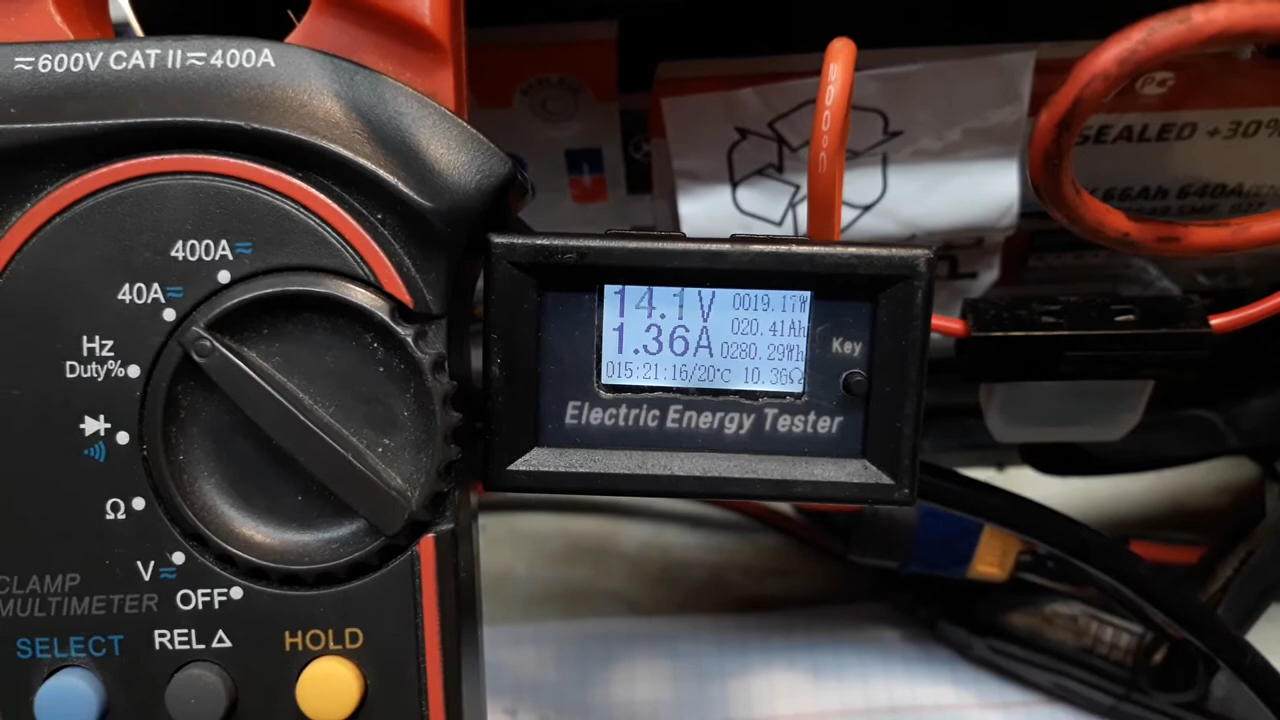 ≂600V CAT II≂400A
400A≂
40A≂
Hz
Duty%
Ω
V≂
OFF
CLAMP
MULTIMETER
SELECT
REL△
HOLD
14.1V
0019.17W
1.36A
020.41Ah
0280.29Wh
015:21:16/20℃ 10.36Ω
Key
Electric Energy Tester
200°C
SEALED +30%
66Ah 640A